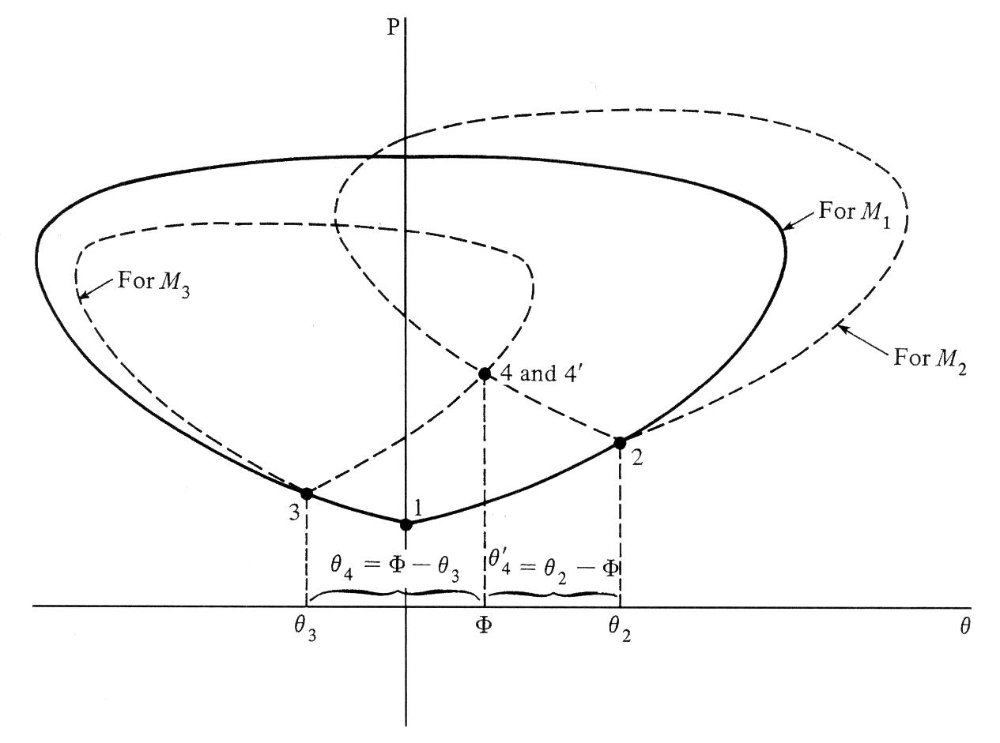 P
For M₁
For M₃
For M₂
4 and 4′
2
3
1
θ₄ = Φ − θ₃
θ′₄ = θ₂ − Φ
θ₃
Φ
θ₂
θ